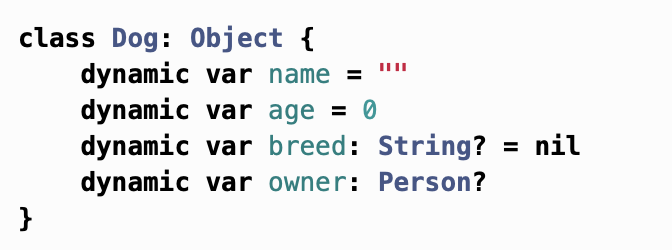 class Dog: Object {
    dynamic var name = ""
    dynamic var age = 0
    dynamic var breed: String? = nil
    dynamic var owner: Person?
}